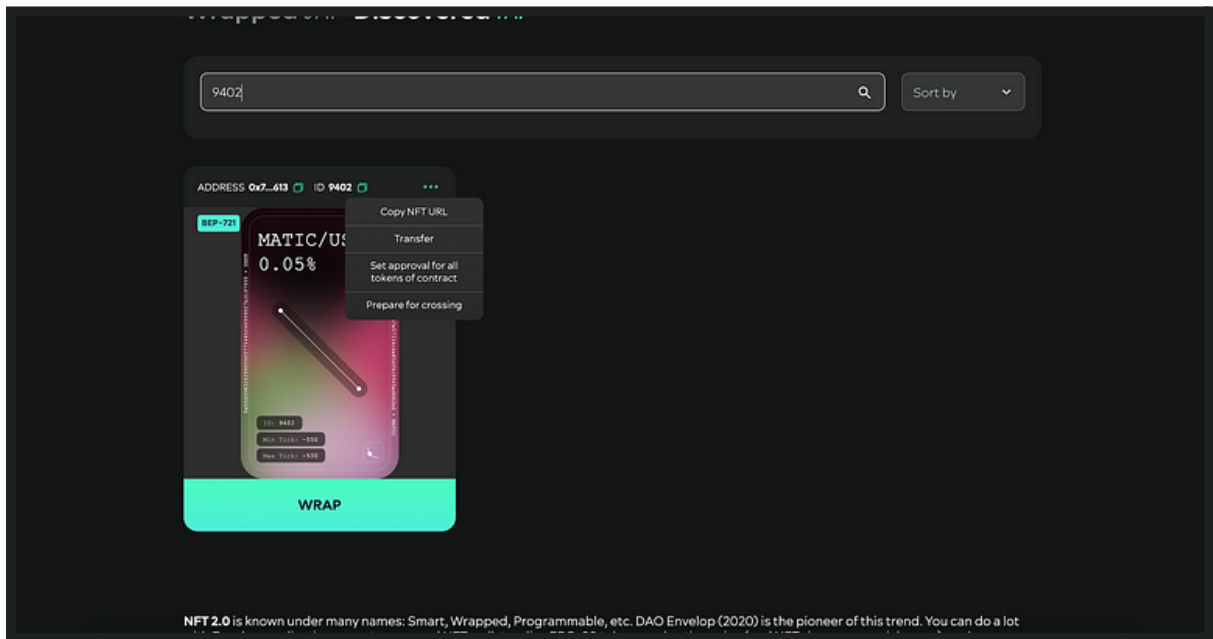 Discovered
9402
Sort by
ADDRESS 0x7...613 ID 9402
Copy NFT URL
BEP-721
MATIC/US
Transfer
0.05%
Set approval for all
tokens of contract
Prepare for crossing
ID: 9402
Min Tick: -550
Max Tick: -530
WRAP
NFT 2.0 is known under many names: Smart, Wrapped, Programmable, etc. DAO Envelop (2020) is the pioneer of this trend. You can do a lot